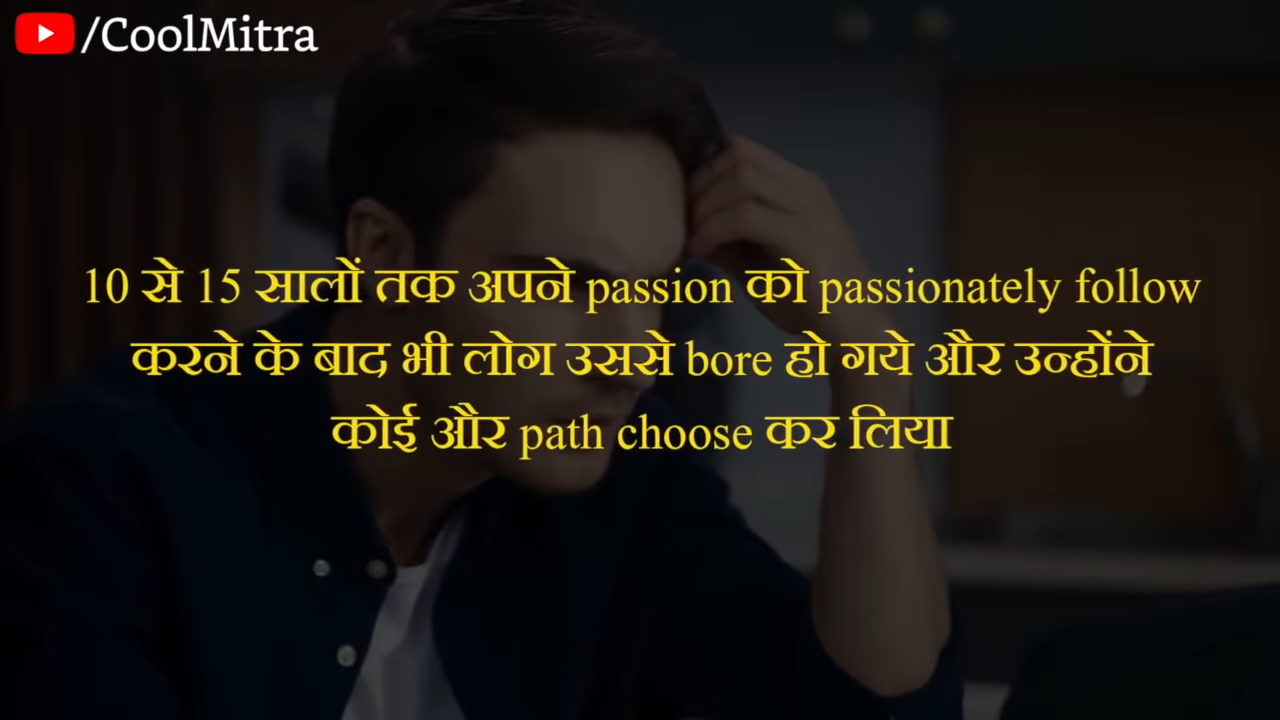 /CoolMitra
10 से 15 सालों तक अपने passion को passionately follow
करने के बाद भी लोग उससे bore हो गये और उन्होंने
कोई और path choose कर लिया